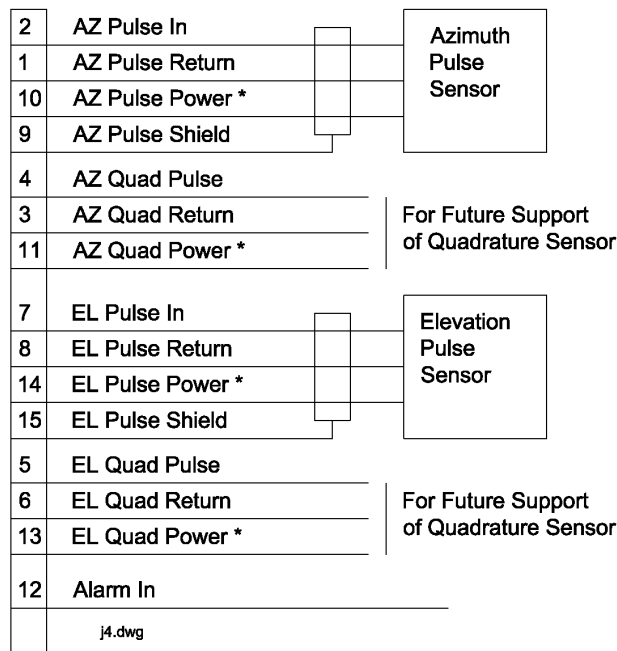 2 AZ Pulse In
1 AZ Pulse Return
10 AZ Pulse Power *
9 AZ Pulse Shield
Azimuth
Pulse
Sensor
4 AZ Quad Pulse
3 AZ Quad Return
11 AZ Quad Power *
For Future Support
of Quadrature Sensor
7 EL Pulse In
8 EL Pulse Return
14 EL Pulse Power *
15 EL Pulse Shield
Elevation
Pulse
Sensor
5 EL Quad Pulse
6 EL Quad Return
13 EL Quad Power *
For Future Support
of Quadrature Sensor
12 Alarm In
j4.dwg